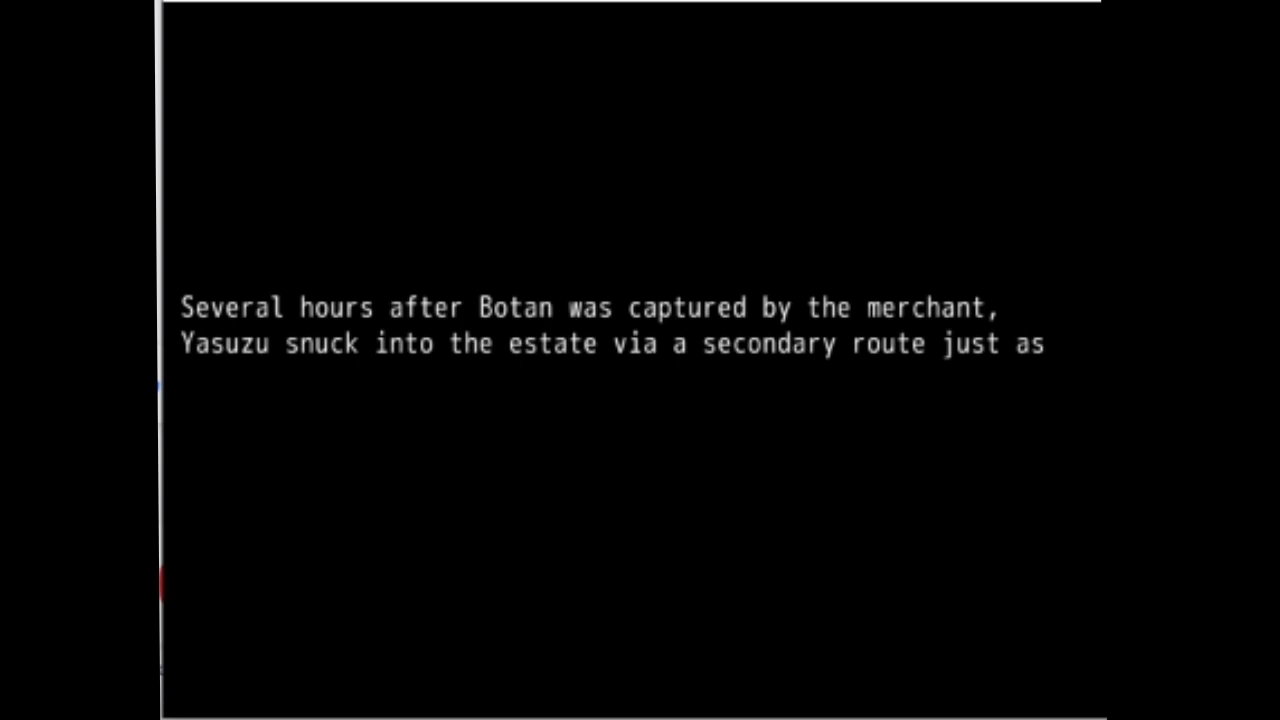 Several hours after Botan was captured by the merchant,
Yasuzu snuck into the estate via a secondary route just as